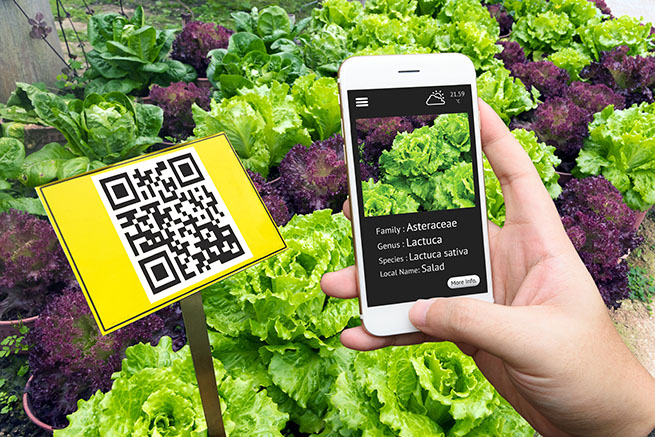 21.59
°C
Family : Asteraceae
Genus : Lactuca
Species : Lactuca sativa
Local Name: Salad
More Info.